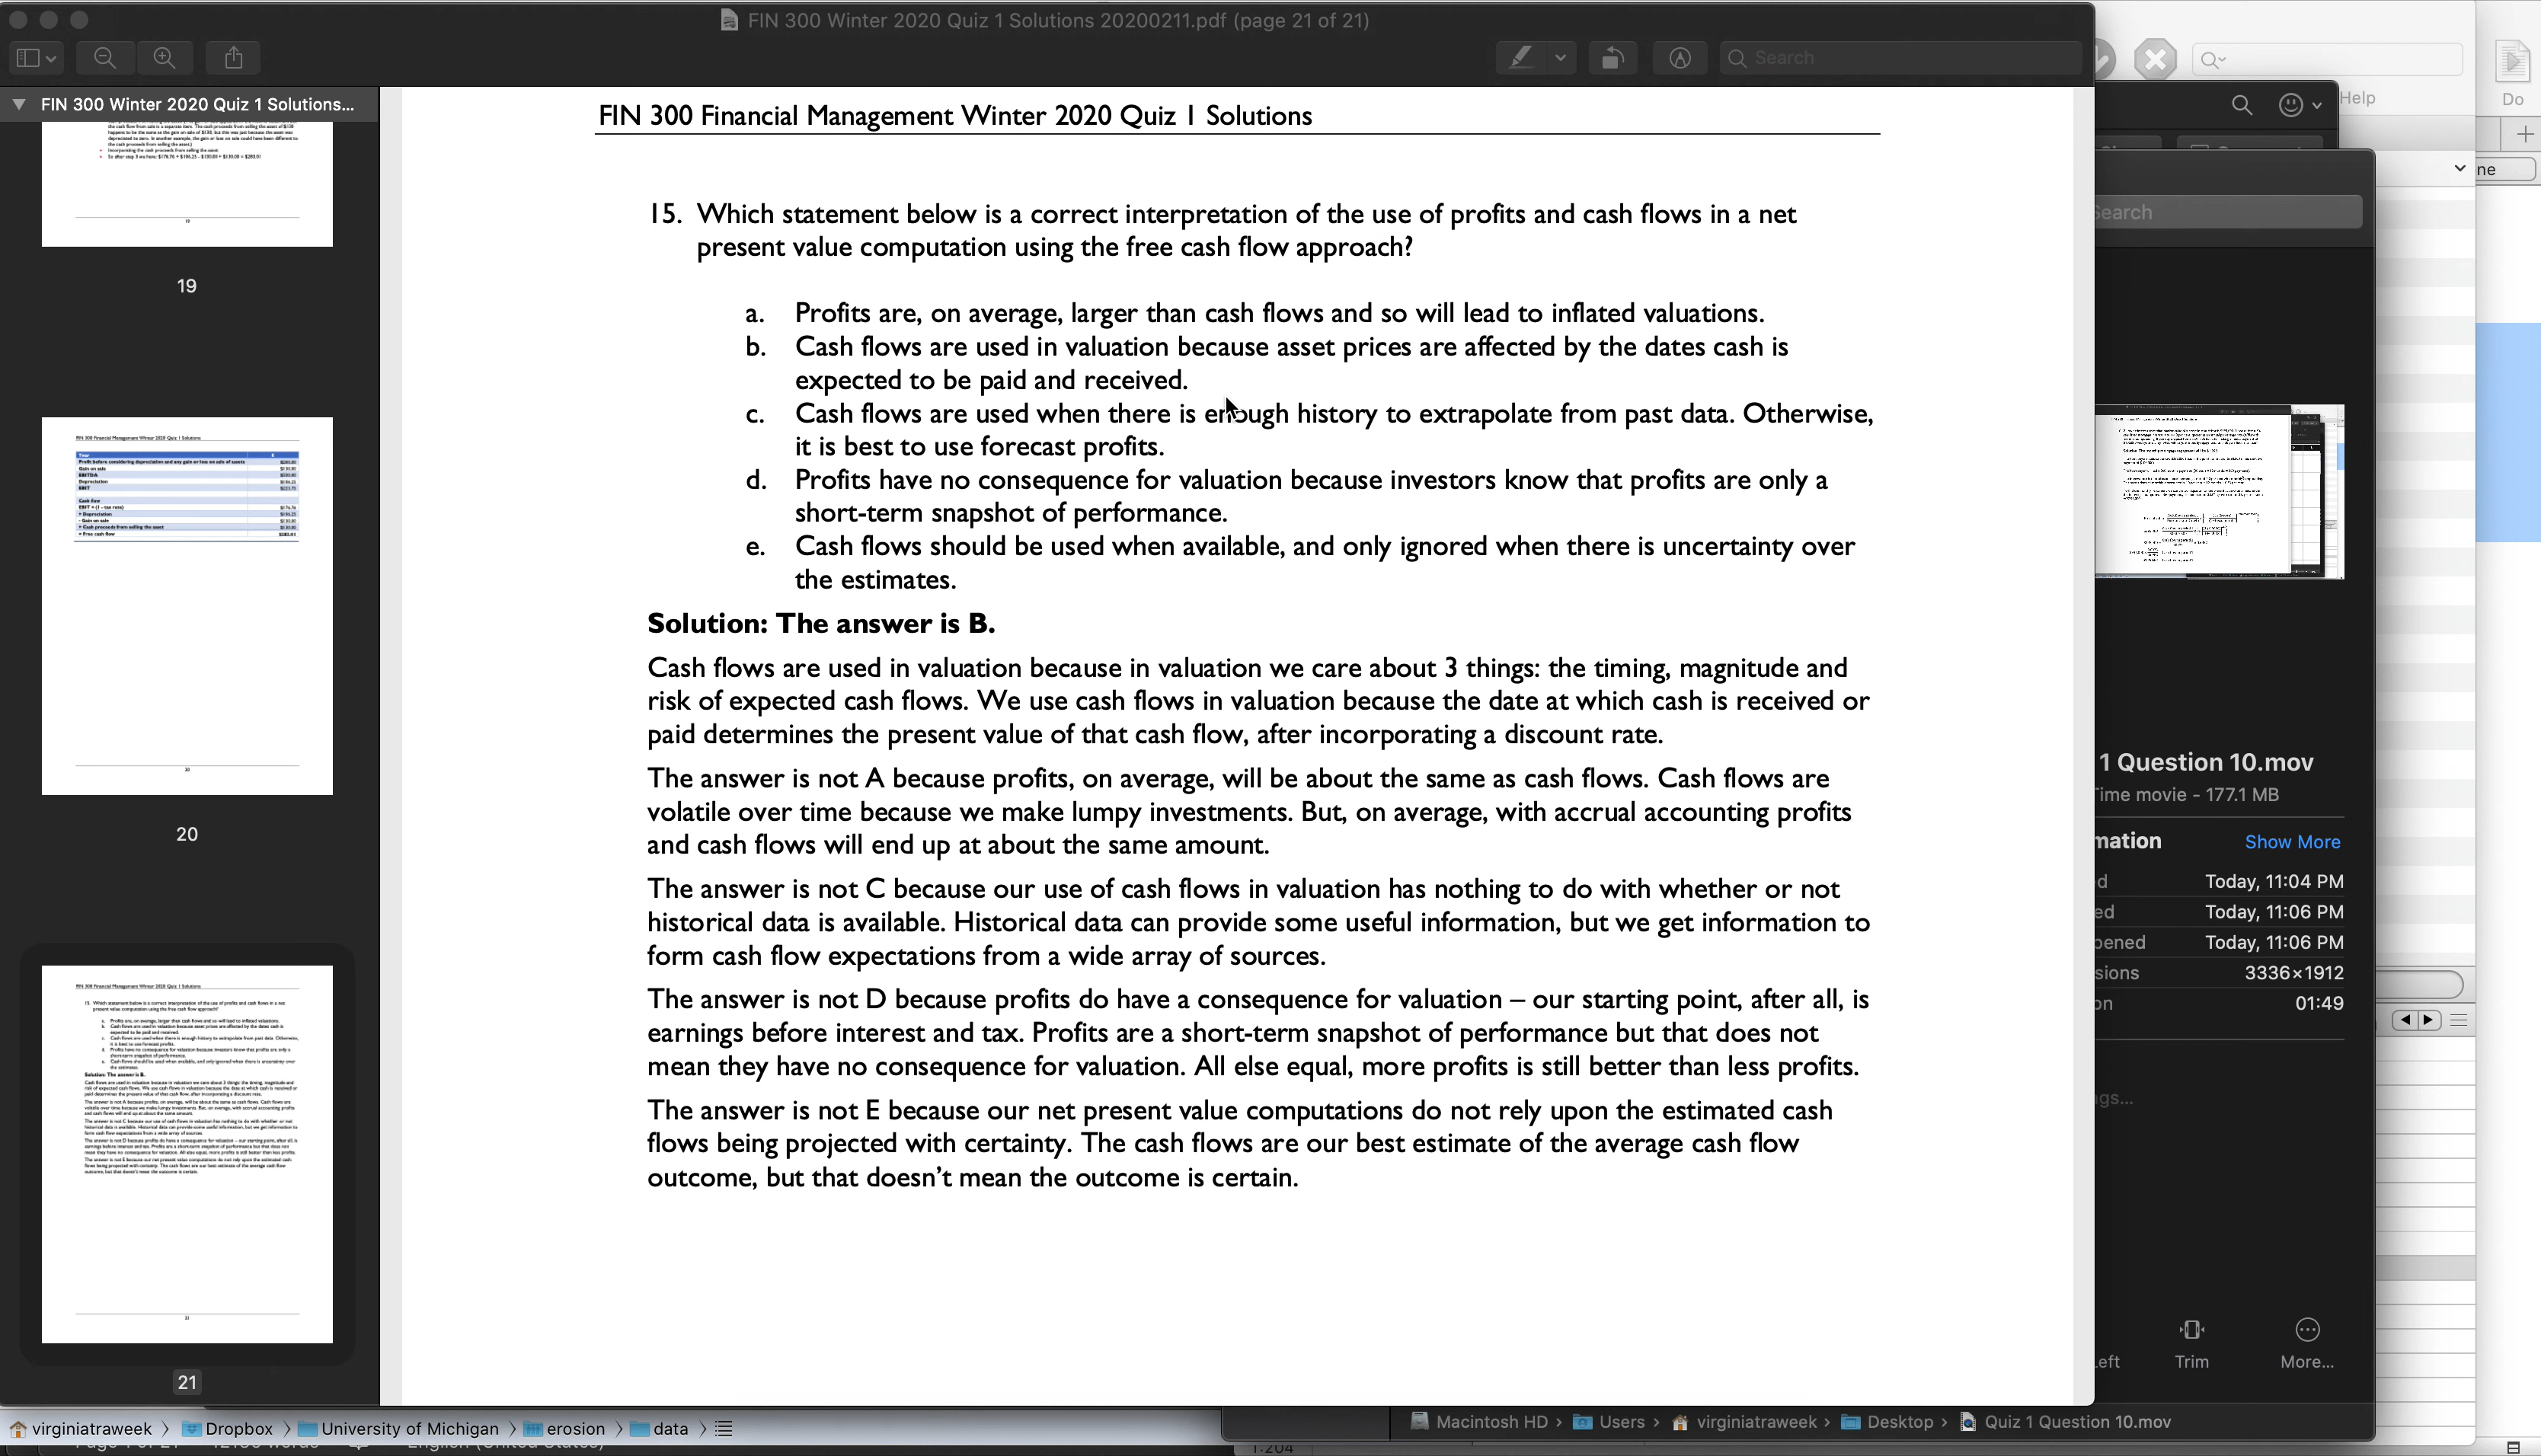 FIN 300 Winter 2020 Quiz 1 Solutions 20200211.pdf (page 21 of 21)
Search
Help
Do
FIN 300 Winter 2020 Quiz 1 Solutions...
ne
Search
19
20
21
FIN 300 Financial Management Winter 2020 Quiz 1 Solutions
15. Which statement below is a correct interpretation of the use of profits and cash flows in a net
present value computation using the free cash flow approach?
a. Profits are, on average, larger than cash flows and so will lead to inflated valuations.
b. Cash flows are used in valuation because asset prices are affected by the dates cash is
expected to be paid and received.
c. Cash flows are used when there is enough history to extrapolate from past data. Otherwise,
it is best to use forecast profits.
d. Profits have no consequence for valuation because investors know that profits are only a
short-term snapshot of performance.
e. Cash flows should be used when available, and only ignored when there is uncertainty over
the estimates.
Solution: The answer is B.
Cash flows are used in valuation because in valuation we care about 3 things: the timing, magnitude and
risk of expected cash flows. We use cash flows in valuation because the date at which cash is received or
paid determines the present value of that cash flow, after incorporating a discount rate.
The answer is not A because profits, on average, will be about the same as cash flows. Cash flows are
volatile over time because we make lumpy investments. But, on average, with accrual accounting profits
and cash flows will end up at about the same amount.
The answer is not C because our use of cash flows in valuation has nothing to do with whether or not
historical data is available. Historical data can provide some useful information, but we get information to
form cash flow expectations from a wide array of sources.
The answer is not D because profits do have a consequence for valuation – our starting point, after all, is
earnings before interest and tax. Profits are a short-term snapshot of performance but that does not
mean they have no consequence for valuation. All else equal, more profits is still better than less profits.
The answer is not E because our net present value computations do not rely upon the estimated cash
flows being projected with certainty. The cash flows are our best estimate of the average cash flow
outcome, but that doesn't mean the outcome is certain.
1 Question 10.mov
Time movie - 177.1 MB
mation Show More
ed Today, 11:04 PM
ed Today, 11:06 PM
pened Today, 11:06 PM
sions 3336×1912
on 01:49
gs...
Left
Trim
More...
virginiatraweek
Dropbox
University of Michigan
erosion
data
Macintosh HD
Users
virginiatraweek
Desktop
Quiz 1 Question 10.mov